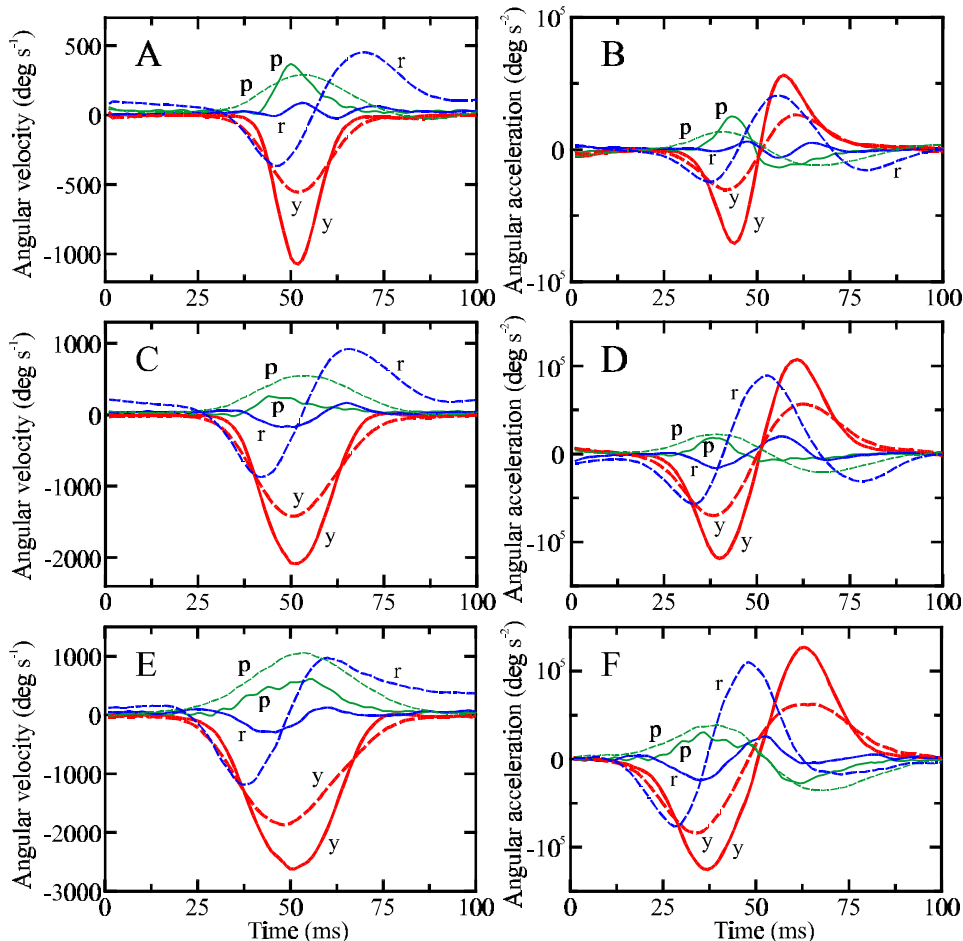 A
Angular velocity (deg s⁻¹)
500
0
-500
-1000
p
p
r
r
y
y
0 25 50 75 100
B
Angular acceleration (deg s⁻²)
10⁵
0
-10⁵
p
p
r
r
y
y
0 25 50 75 100
C
Angular velocity (deg s⁻¹)
1000
0
-1000
-2000
p
p
r
r
y
y
0 25 50 75 100
D
Angular acceleration (deg s⁻²)
10⁵
0
-10⁵
r
p
p
r
y
y
0 25 50 75 100
E
Angular velocity (deg s⁻¹)
1000
0
-1000
-2000
-3000
p
p
r
r
y
y
0 25 50 75 100
Time (ms)
F
Angular acceleration (deg s⁻²)
10⁵
0
-10⁵
r
p
p
r
y
y
0 25 50 75 100
Time (ms)